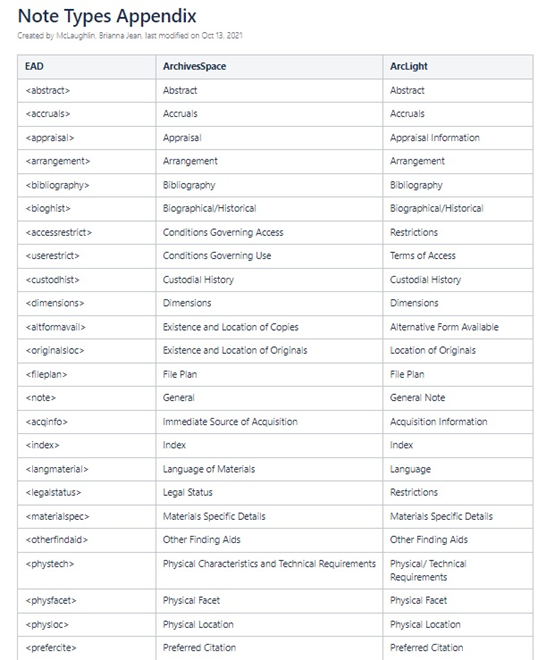 Note Types Appendix
Created by McLaughlin, Brianna Jean, last modified on Oct 13, 2021
EAD ArchivesSpace ArcLight
<abstract> Abstract Abstract
<accruals> Accruals Accruals
<appraisal> Appraisal Appraisal Information
<arrangement> Arrangement Arrangement
<bibliography> Bibliography Bibliography
<bioghist> Biographical/Historical Biographical/Historical
<accessrestrict> Conditions Governing Access Restrictions
<userestrict> Conditions Governing Use Terms of Access
<custodhist> Custodial History Custodial History
<dimensions> Dimensions Dimensions
<altformavail> Existence and Location of Copies Alternative Form Available
<originalsloc> Existence and Location of Originals Location of Originals
<fileplan> File Plan File Plan
<note> General General Note
<acqinfo> Immediate Source of Acquisition Acquisition Information
<index> Index Index
<langmaterial> Language of Materials Language
<legalstatus> Legal Status Restrictions
<materialspec> Materials Specific Details Materials Specific Details
<otherfindaid> Other Finding Aids Other Finding Aids
<phystech> Physical Characteristics and Technical Requirements Physical/ Technical
Requirements
<physfacet> Physical Facet Physical Facet
<physloc> Physical Location Physical Location
<prefercite> Preferred Citation Preferred Citation